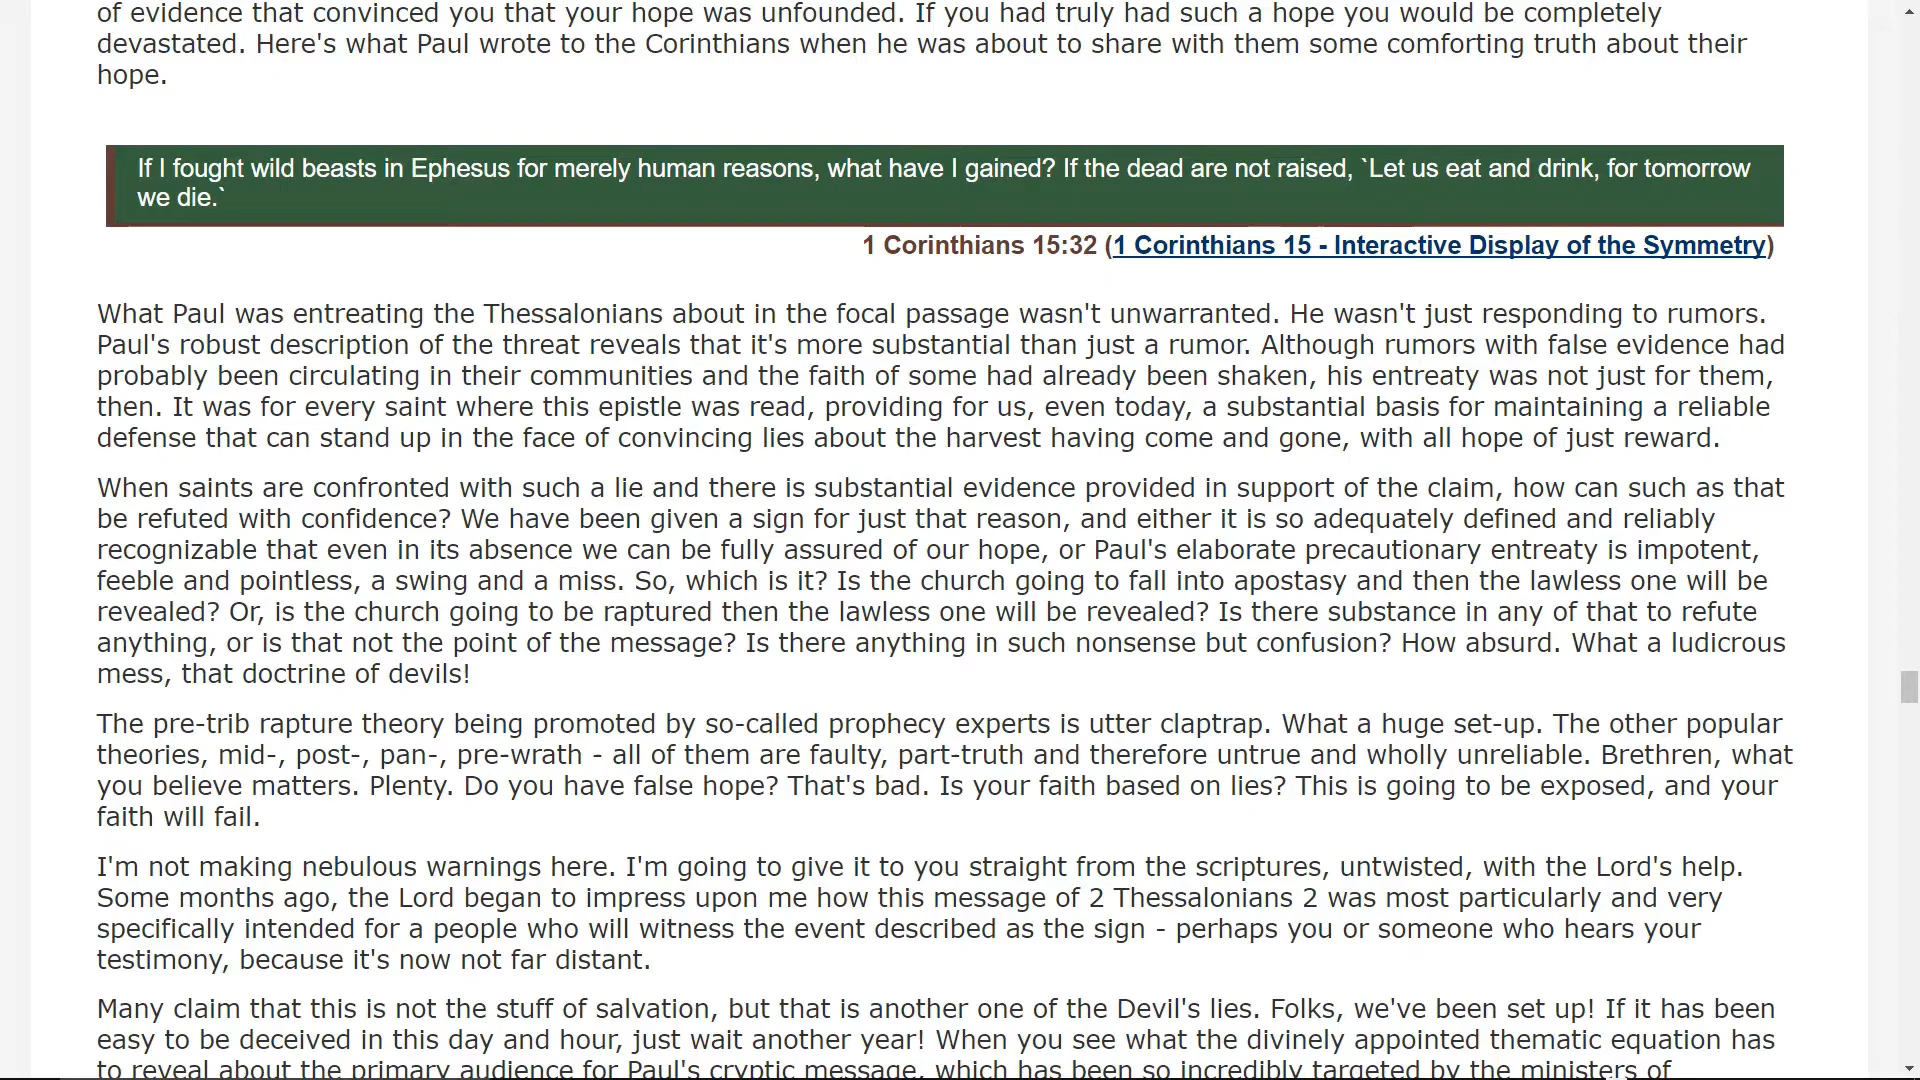 of evidence that convinced you that your hope was unfounded. If you had truly had such a hope you would be completely
devastated. Here's what Paul wrote to the Corinthians when he was about to share with them some comforting truth about their
hope.
If I fought wild beasts in Ephesus for merely human reasons, what have I gained? If the dead are not raised, `Let us eat and drink, for tomorrow
we die.`
1 Corinthians 15:32 (1 Corinthians 15 - Interactive Display of the Symmetry)
What Paul was entreating the Thessalonians about in the focal passage wasn't unwarranted. He wasn't just responding to rumors.
Paul's robust description of the threat reveals that it's more substantial than just a rumor. Although rumors with false evidence had
probably been circulating in their communities and the faith of some had already been shaken, his entreaty was not just for them,
then. It was for every saint where this epistle was read, providing for us, even today, a substantial basis for maintaining a reliable
defense that can stand up in the face of convincing lies about the harvest having come and gone, with all hope of just reward.
When saints are confronted with such a lie and there is substantial evidence provided in support of the claim, how can such as that
be refuted with confidence? We have been given a sign for just that reason, and either it is so adequately defined and reliably
recognizable that even in its absence we can be fully assured of our hope, or Paul's elaborate precautionary entreaty is impotent,
feeble and pointless, a swing and a miss. So, which is it? Is the church going to fall into apostasy and then the lawless one will be
revealed? Or, is the church going to be raptured then the lawless one will be revealed? Is there substance in any of that to refute
anything, or is that not the point of the message? Is there anything in such nonsense but confusion? How absurd. What a ludicrous
mess, that doctrine of devils!
The pre-trib rapture theory being promoted by so-called prophecy experts is utter claptrap. What a huge set-up. The other popular
theories, mid-, post-, pan-, pre-wrath - all of them are faulty, part-truth and therefore untrue and wholly unreliable. Brethren, what
you believe matters. Plenty. Do you have false hope? That's bad. Is your faith based on lies? This is going to be exposed, and your
faith will fail.
I'm not making nebulous warnings here. I'm going to give it to you straight from the scriptures, untwisted, with the Lord's help.
Some months ago, the Lord began to impress upon me how this message of 2 Thessalonians 2 was most particularly and very
specifically intended for a people who will witness the event described as the sign - perhaps you or someone who hears your
testimony, because it's now not far distant.
Many claim that this is not the stuff of salvation, but that is another one of the Devil's lies. Folks, we've been set up! If it has been
easy to be deceived in this day and hour, just wait another year! When you see what the divinely appointed thematic equation has
to reveal about the primary audience for Paul's cryptic message, which has been so incredibly targeted by the ministers of